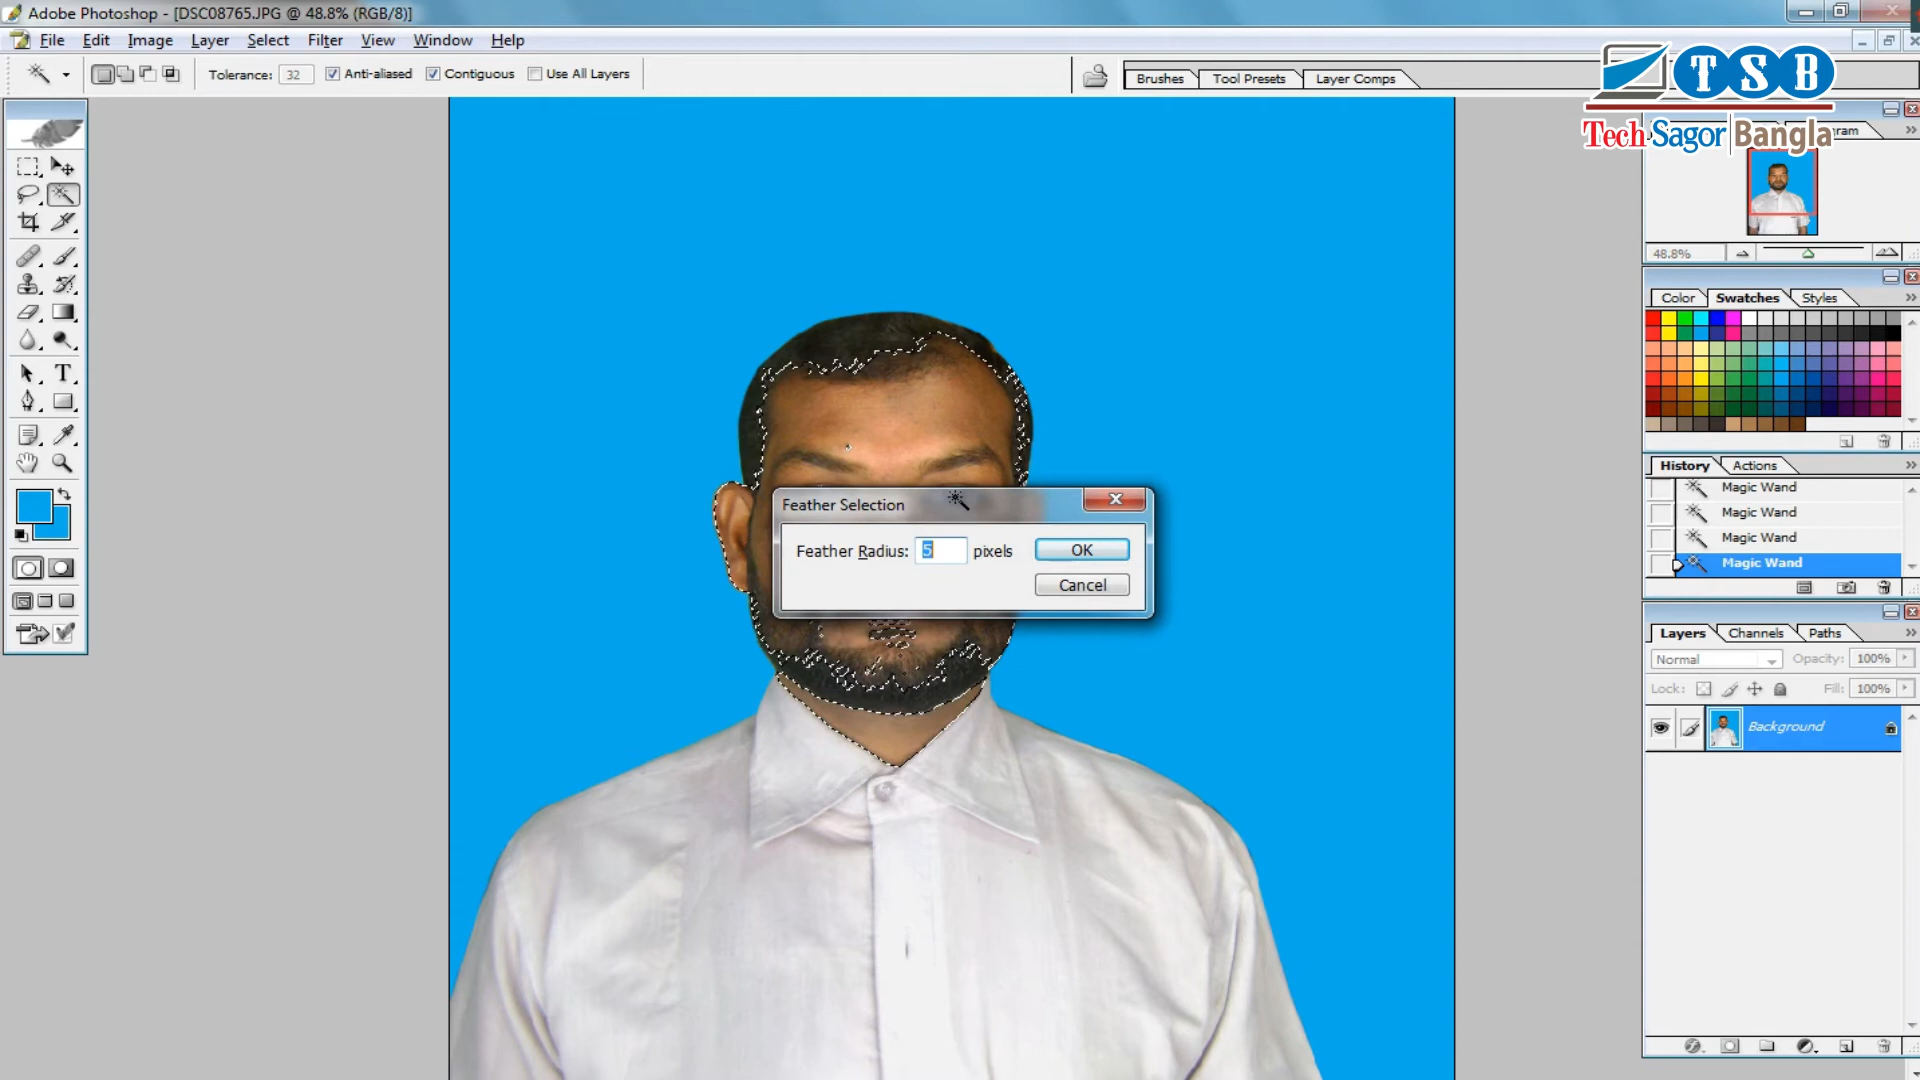 Adobe Photoshop - [DSC08765.JPG @ 48.8% (RGB/8)]
File Edit Image Layer Select Filter View Window Help
Tolerance: 32 Anti-aliased Contiguous Use All Layers
Brushes Tool Presets Layer Comps
TSB
Tech Sagor Bangla
gram
48.8%
Color Swatches Styles
History Actions
Magic Wand
Magic Wand
Magic Wand
Magic Wand
Feather Selection
Feather Radius: 5 pixels OK
Cancel
Layers Channels Paths
Normal Opacity: 100%
Lock: Fill: 100%
Background